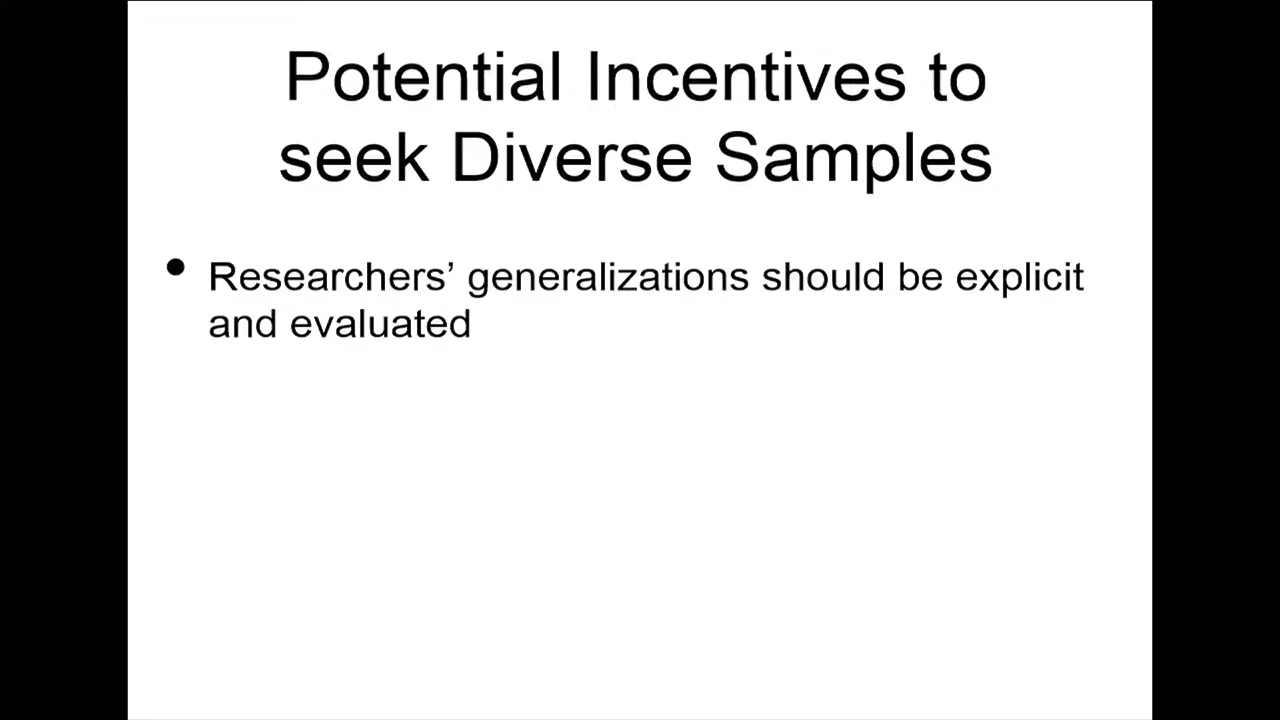 Potential Incentives to
seek Diverse Samples
• Researchers’ generalizations should be explicit
and evaluated